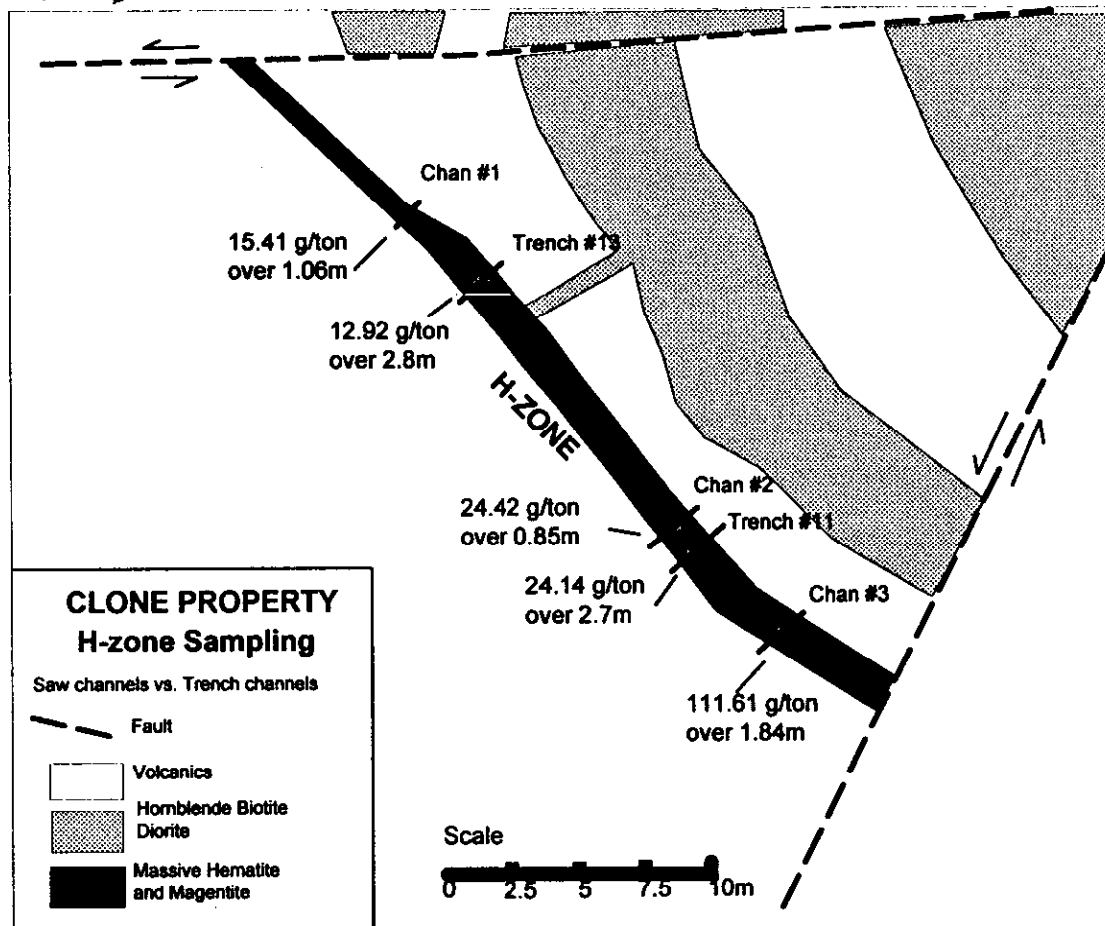 Chan #1
15.41 g/ton
over 1.06m
Trench #13
12.92 g/ton
over 2.8m
H-ZONE
Chan #2
24.42 g/ton
over 0.85m
Trench #11
24.14 g/ton
over 2.7m
Chan #3
111.61 g/ton
over 1.84m
CLONE PROPERTY
H-zone Sampling
Saw channels vs. Trench channels
Fault
Volcanics
Hornblende Biotite
Diorite
Massive Hematite
and Magentite
Scale
0 2.5 5 7.5 10m